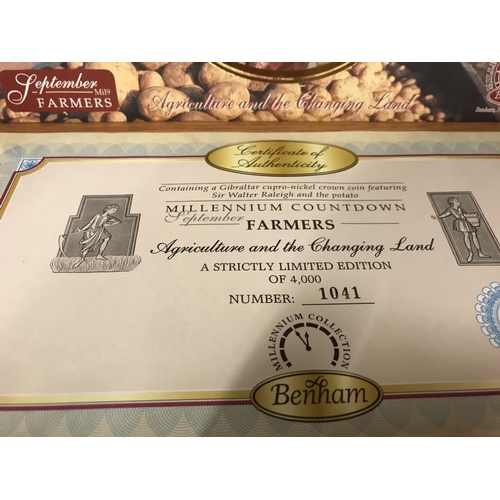 September
Mil9
FARMERS
Agriculture and the Changing Land
Certificate of
Authenticity
Containing a Gibraltar cupro-nickel crown coin featuring
Sir Walter Raleigh and the potato
MILLENNIUM COUNTDOWN
September FARMERS
Agriculture and the Changing Land
A STRICTLY LIMITED EDITION
OF 4,000
NUMBER: 1041
MILLENNIUM COLLECTION
Benham